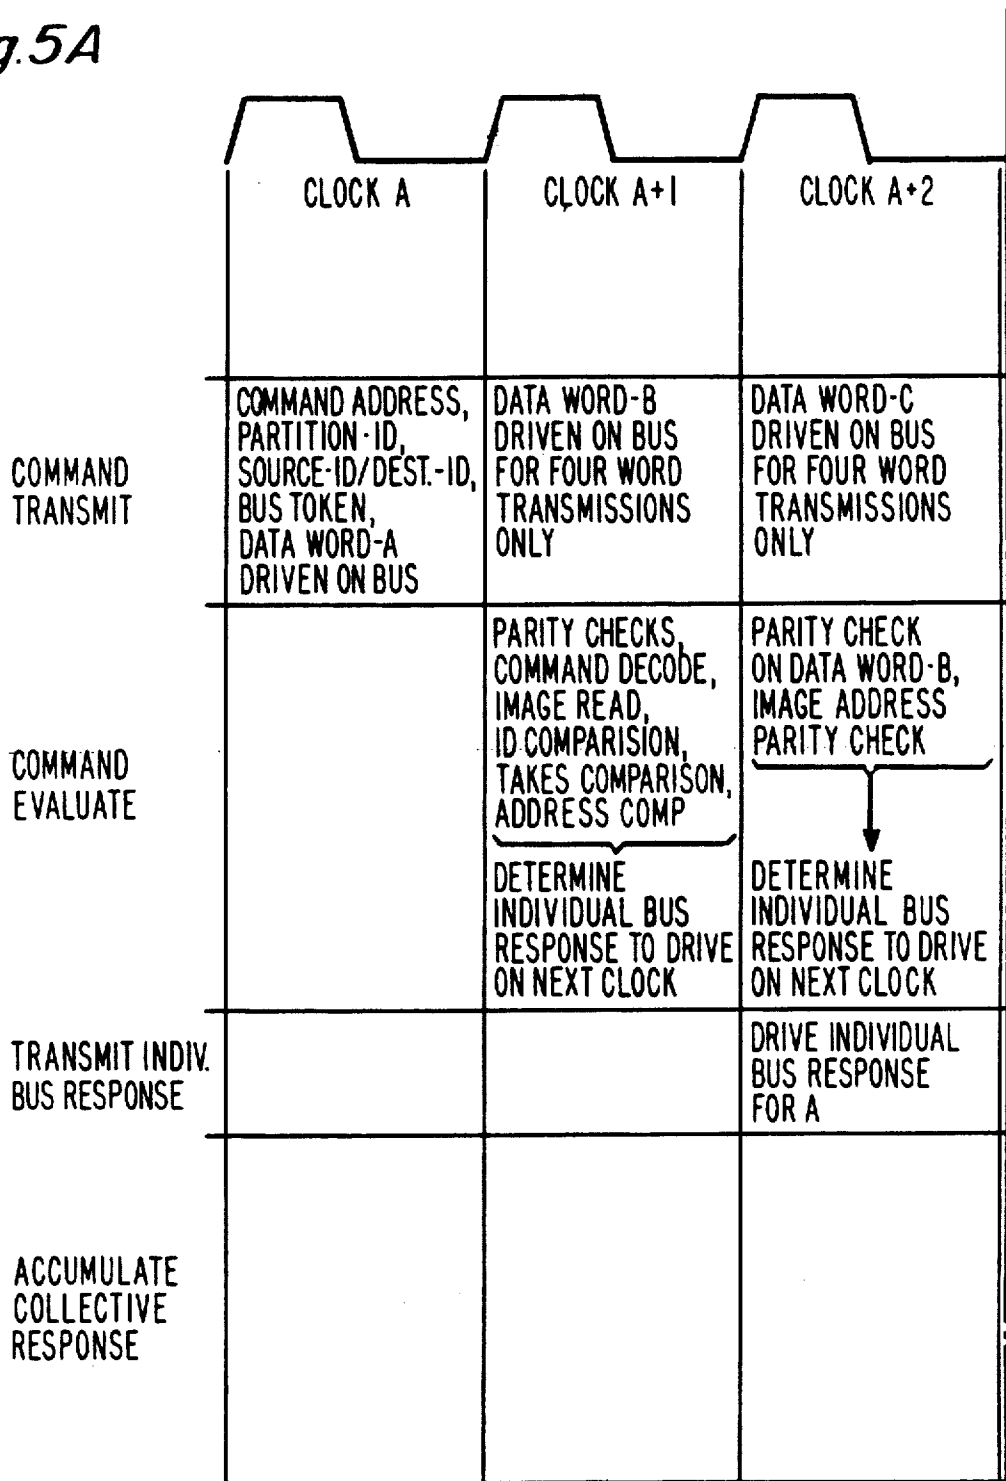 g.5A
CLOCK A
CLOCK A+1
CLOCK A+2
COMMAND
TRANSMIT
COMMAND ADDRESS,
PARTITION-ID,
SOURCE-ID/DEST.-ID,
BUS TOKEN,
DATA WORD-A
DRIVEN ON BUS
DATA WORD-B
DRIVEN ON BUS
FOR FOUR WORD
TRANSMISSIONS
ONLY
DATA WORD-C
DRIVEN ON BUS
FOR FOUR WORD
TRANSMISSIONS
ONLY
COMMAND
EVALUATE
PARITY CHECKS,
COMMAND DECODE,
IMAGE READ,
ID COMPARISION,
TAKES COMPARISON,
ADDRESS COMP
DETERMINE
INDIVIDUAL BUS
RESPONSE TO DRIVE
ON NEXT CLOCK
PARITY CHECK
ON DATA WORD-B,
IMAGE ADDRESS
PARITY CHECK
DETERMINE
INDIVIDUAL BUS
RESPONSE TO DRIVE
ON NEXT CLOCK
TRANSMIT INDIV.
BUS RESPONSE
DRIVE INDIVIDUAL
BUS RESPONSE
FOR A
ACCUMULATE
COLLECTIVE
RESPONSE